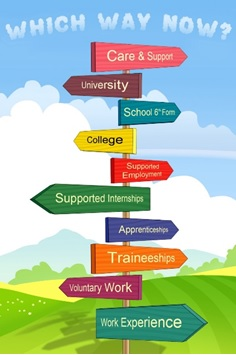 WHICH WAY NOW?
Care & Support
University
School 6th Form
College
Supported
Employment
Supported Internships
Apprenticeships
Traineeships
Voluntary Work
Work Experience